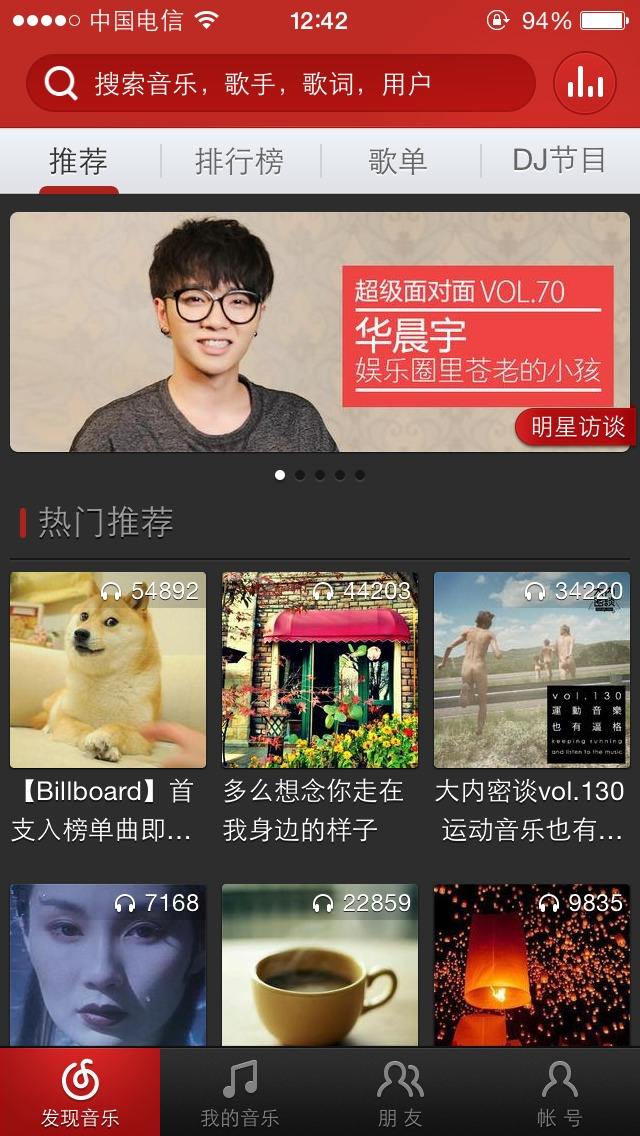 中国电信
12:42
94%
搜索音乐，歌手，歌词，用户
推荐
排行榜
歌单
DJ节目
超级面对面 VOL.70
华晨宇
娱乐圈里苍老的小孩
明星访谈
热门推荐
54892
44203
34220
vol.130
運動音樂
也有逼格
keeping running
and listen to the music
【Billboard】首
支入榜单曲即...
多么想念你走在
我身边的样子
大内密谈vol.130
运动音乐也有...
7168
22859
9835
发现音乐
我的音乐
朋友
帐号